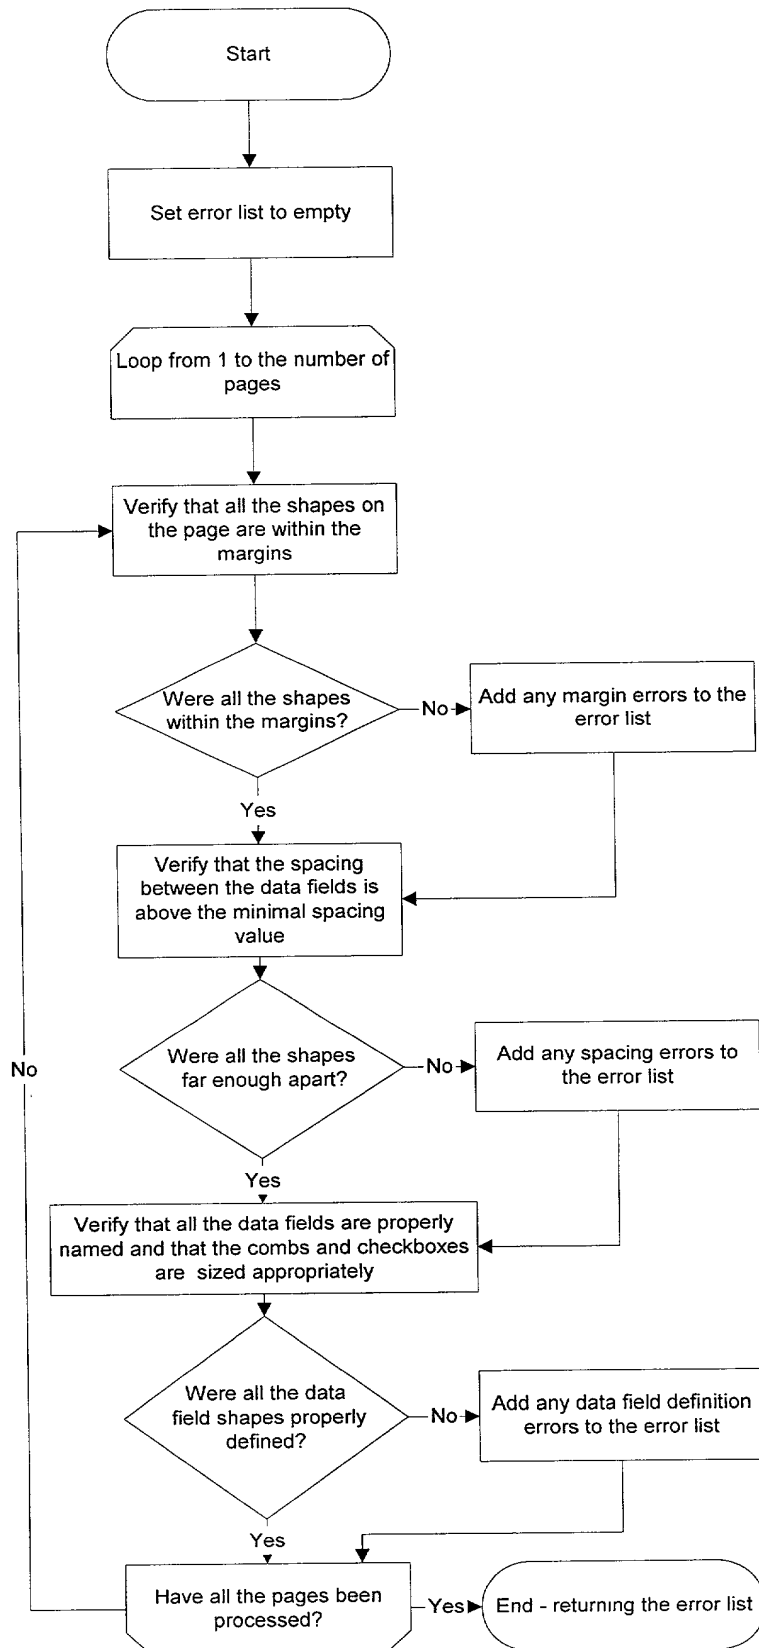 Start
Set error list to empty
Loop from 1 to the number of
pages
Verify that all the shapes on
the page are within the
margins
Were all the shapes
within the margins?
No
Add any margin errors to the
error list
Yes
Verify that the spacing
between the data fields is
above the minimal spacing
value
Were all the shapes
far enough apart?
No
Add any spacing errors to
the error list
No
Yes
Verify that all the data fields are properly
named and that the combs and checkboxes
are sized appropriately
Were all the data
field shapes properly
defined?
No
Add any data field definition
errors to the error list
Yes
Have all the pages been
processed?
Yes
End - returning the error list